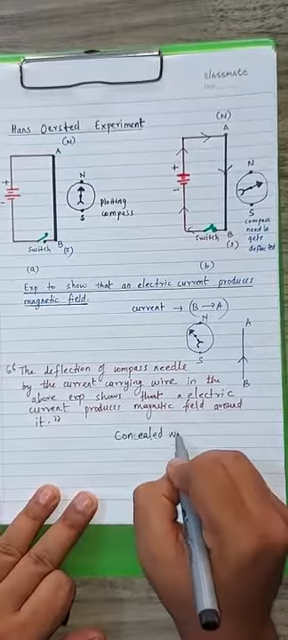 classmate
Hans Oersted Experiment
(N)
A
+
-
N
S
plotting
compass
Switch
B
(S)
(a)
(N)
A
+
-
N
S
compass
needle
gets
deflected
Switch
B
(S)
(b)
Exp to show that an electric current produces
magnetic field.
current → (B → A)
N
S
A
B
"The deflection of compass needle
by the current carrying wire in the
above exp shows that a electric
current produces magnetic field around
it."
Concealed w